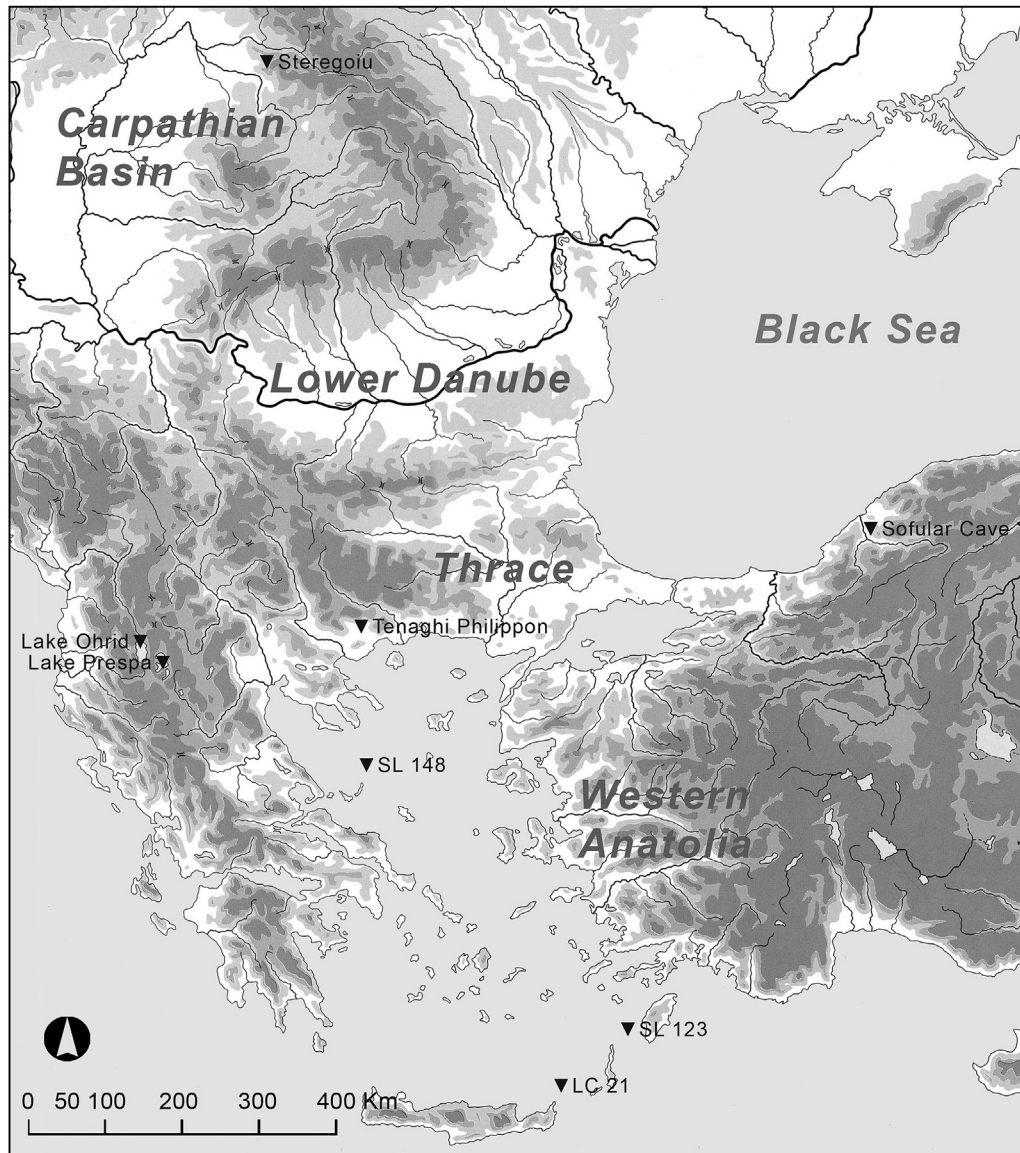 Steregoiu
Carpathian
Basin
Black Sea
Lower Danube
Sofular Cave
Thrace
Tenaghi Philippon
Lake Ohrid
Lake Prespa
SL 148
Western
Anatolia
SL 123
LC 21
0 50 100 200 300 400 Km